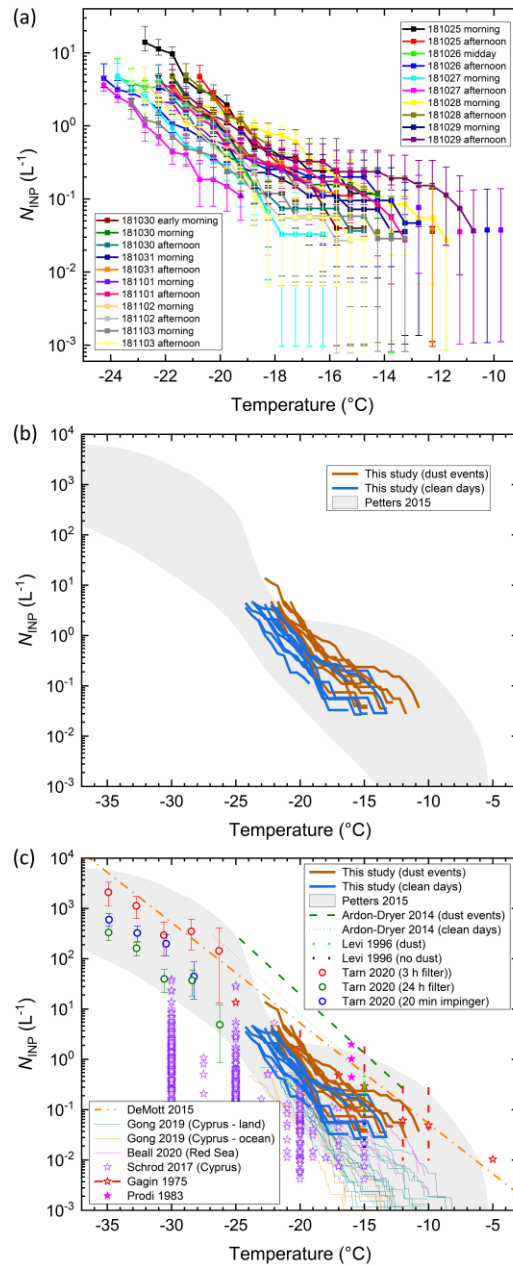 (a)
10¹
10⁰
10⁻¹
10⁻²
10⁻³
N_INP (L⁻¹)
181025 morning
181025 afternoon
181026 midday
181026 afternoon
181027 morning
181027 afternoon
181028 morning
181028 afternoon
181029 morning
181029 afternoon
181030 early morning
181030 morning
181030 afternoon
181031 morning
181031 afternoon
181101 morning
181101 afternoon
181102 morning
181102 afternoon
181103 morning
181103 afternoon
-24 -22 -20 -18 -16 -14 -12 -10
Temperature (°C)
(b)
10⁴
10³
10²
10¹
10⁰
10⁻¹
10⁻²
10⁻³
N_INP (L⁻¹)
This study (dust events)
This study (clean days)
Petters 2015
-35 -30 -25 -20 -15 -10 -5
Temperature (°C)
(c)
10⁴
10³
10²
10¹
10⁰
10⁻¹
10⁻²
10⁻³
N_INP (L⁻¹)
This study (dust events)
This study (clean days)
Petters 2015
Ardon-Dryer 2014 (dust events)
Ardon-Dryer 2014 (clean days)
Levi 1996 (dust)
Levi 1996 (no dust)
Tarn 2020 (3 h filter))
Tarn 2020 (24 h filter)
Tarn 2020 (20 min impinger)
DeMott 2015
Gong 2019 (Cyprus - land)
Gong 2019 (Cyprus - ocean)
Beall 2020 (Red Sea)
Schrod 2017 (Cyprus)
Gagin 1975
Prodi 1983
-35 -30 -25 -20 -15 -10 -5
Temperature (°C)